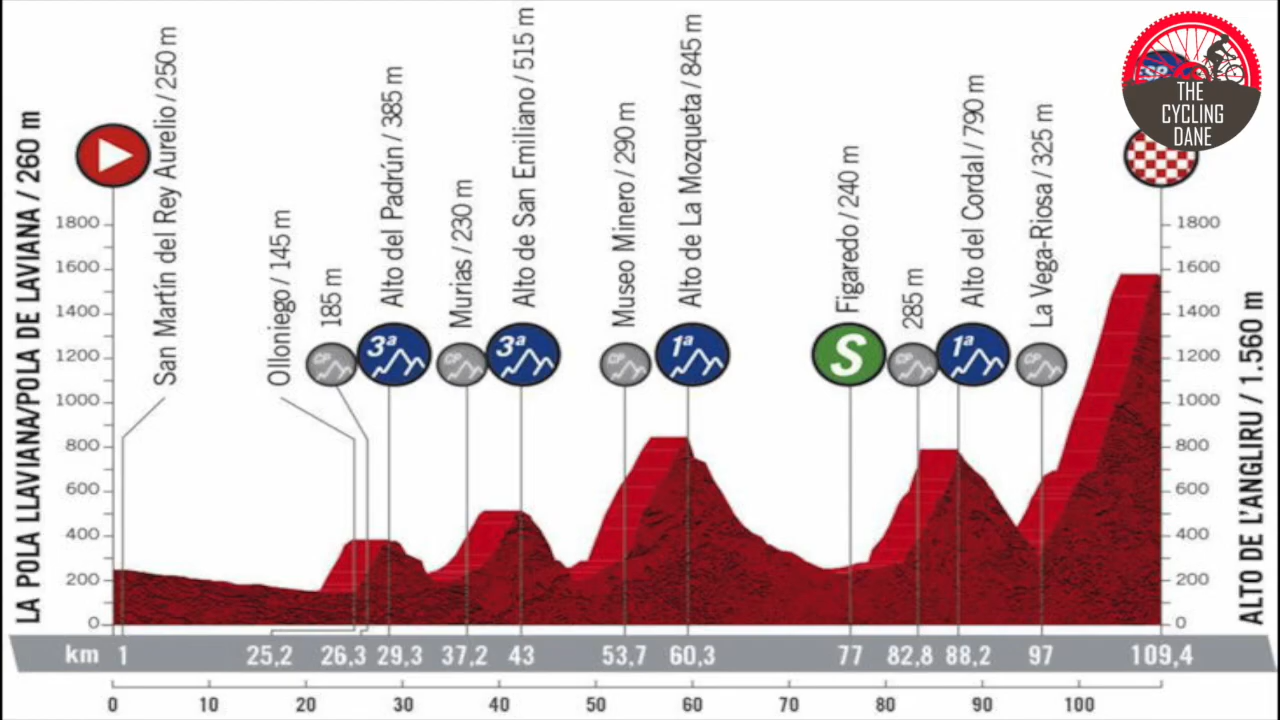 LA POLA LLAVIANA/POLA DE LAVIANA / 260 m
San Martín del Rey Aurelio / 250 m
Olloniego / 145 m
185 m
Alto del Padrún / 385 m
Murias / 230 m
Alto de San Emiliano / 515 m
Museo Minero / 290 m
Alto de La Mozqueta / 845 m
Figaredo / 240 m
285 m
Alto del Cordal / 790 m
La Vega-Riosa / 325 m
ALTO DE L'ANGLIRU / 1.560 m
THE
CYCLING
DANE
CP
3ª
CP
3ª
CP
1ª
S
CP
1ª
CP
1800
1600
1400
1200
1000
800
600
400
200
0
1800
1600
1400
1200
1000
800
600
400
200
0
km 1 25,2 26,3 29,3 37,2 43 53,7 60,3 77 82,8 88,2 97 109,4
0 10 20 30 40 50 60 70 80 90 100